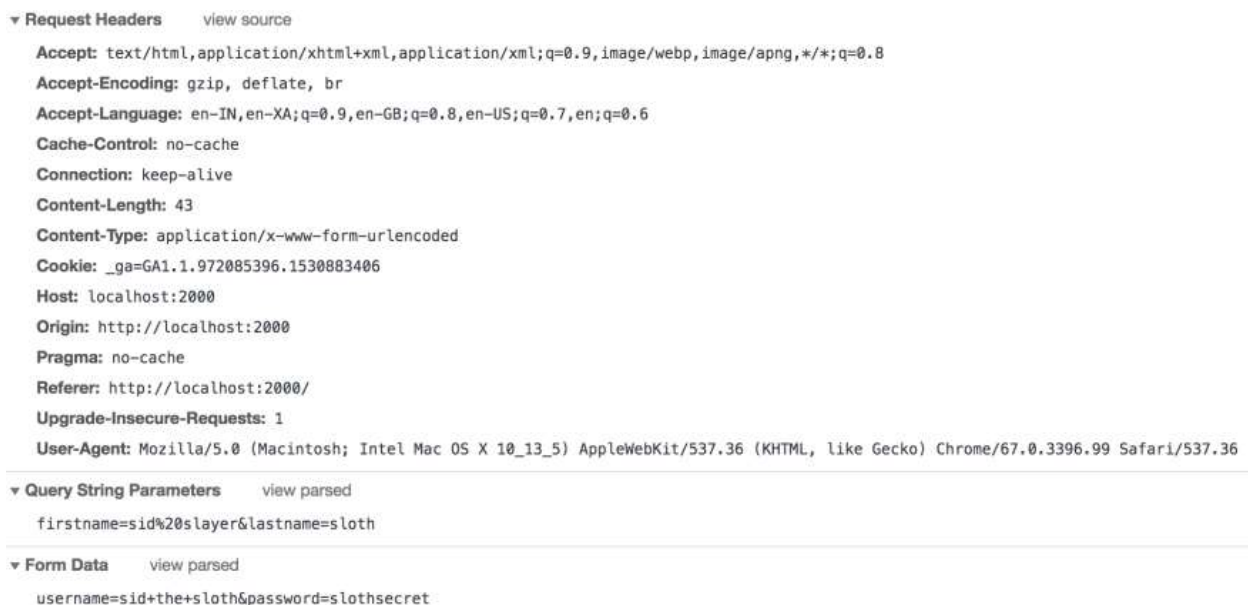 ▼ Request Headers view source
Accept: text/html,application/xhtml+xml,application/xml;q=0.9,image/webp,image/apng,*/*;q=0.8
Accept-Encoding: gzip, deflate, br
Accept-Language: en-IN,en-XA;q=0.9,en-GB;q=0.8,en-US;q=0.7,en;q=0.6
Cache-Control: no-cache
Connection: keep-alive
Content-Length: 43
Content-Type: application/x-www-form-urlencoded
Cookie: _ga=GA1.1.972085396.1530883406
Host: localhost:2000
Origin: http://localhost:2000
Pragma: no-cache
Referer: http://localhost:2000/
Upgrade-Insecure-Requests: 1
User-Agent: Mozilla/5.0 (Macintosh; Intel Mac OS X 10_13_5) AppleWebKit/537.36 (KHTML, like Gecko) Chrome/67.0.3396.99 Safari/537.36
▼ Query String Parameters view parsed
firstname=sid%20slayer&lastname=sloth
▼ Form Data view parsed
username=sid+the+sloth&password=slothsecret